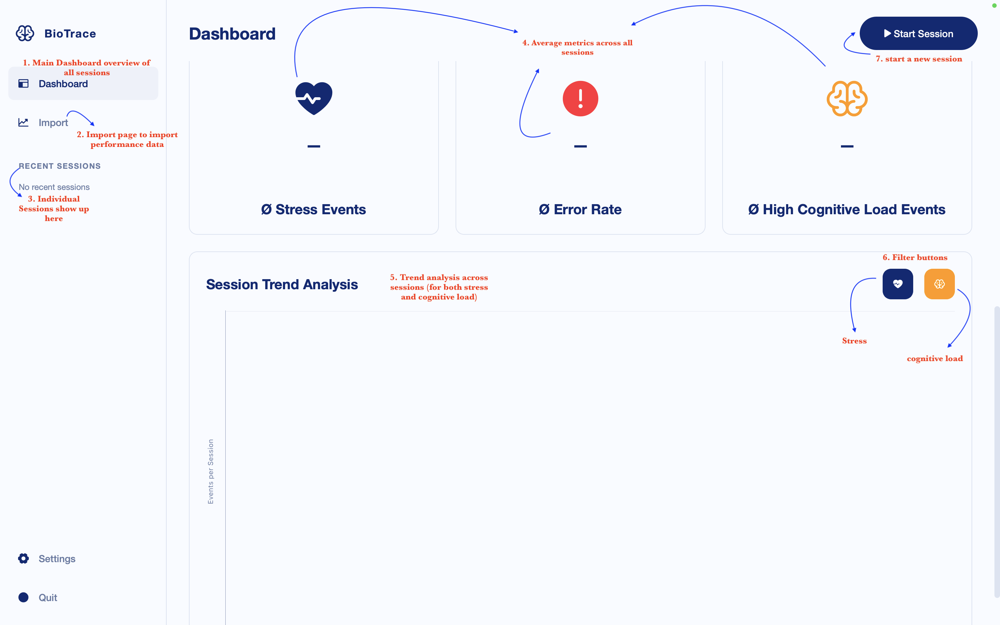 BioTrace
Dashboard
Start Session
4. Average metrics across all
sessions
7. start a new session
1. Main Dashboard overview of
all sessions
Dashboard
Import
2. Import page to import
performance data
RECENT SESSIONS
No recent sessions
3. Individual
Sessions show up
here
–
–
–
Ø Stress Events
Ø Error Rate
Ø High Cognitive Load Events
6. Filter buttons
Session Trend Analysis
5. Trend analysis across
sessions (for both stress
and cognitive load)
Stress
cognitive load
Events per Session
Settings
Quit